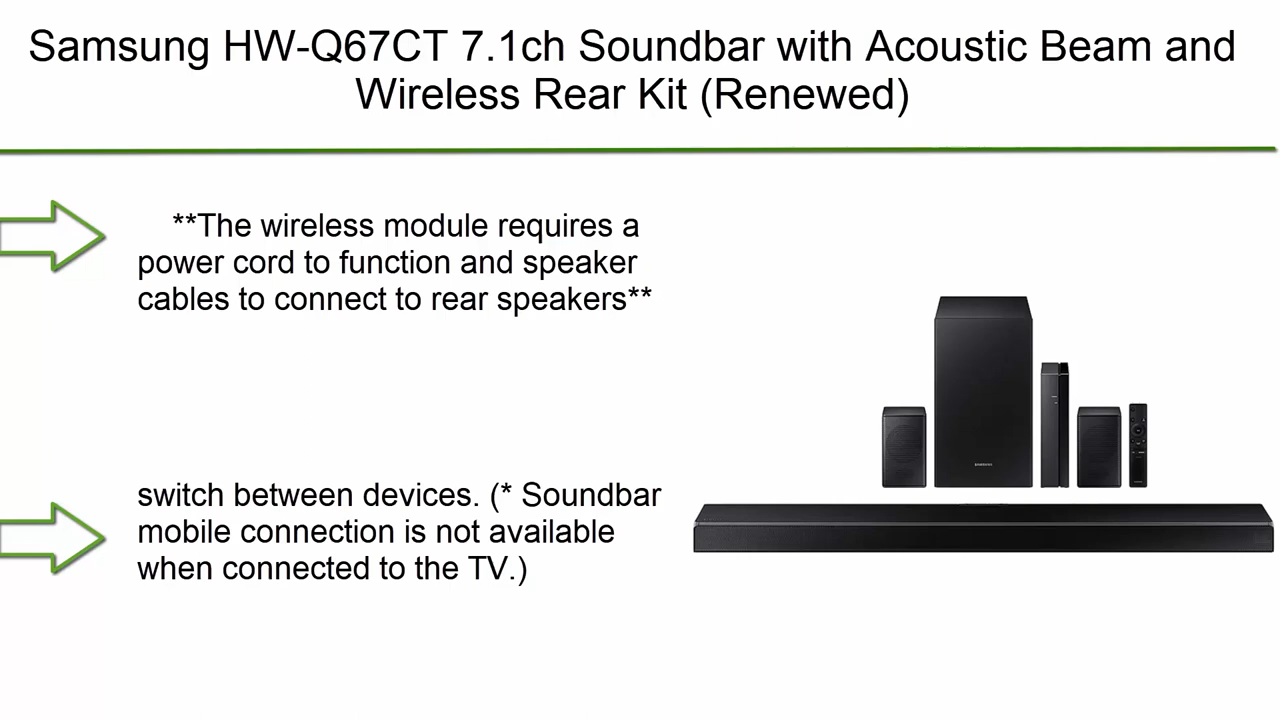 Samsung HW-Q67CT 7.1ch Soundbar with Acoustic Beam and
Wireless Rear Kit (Renewed)
**The wireless module requires a
power cord to function and speaker
cables to connect to rear speakers**
switch between devices. (* Soundbar
mobile connection is not available
when connected to the TV.)
SAMSUNG